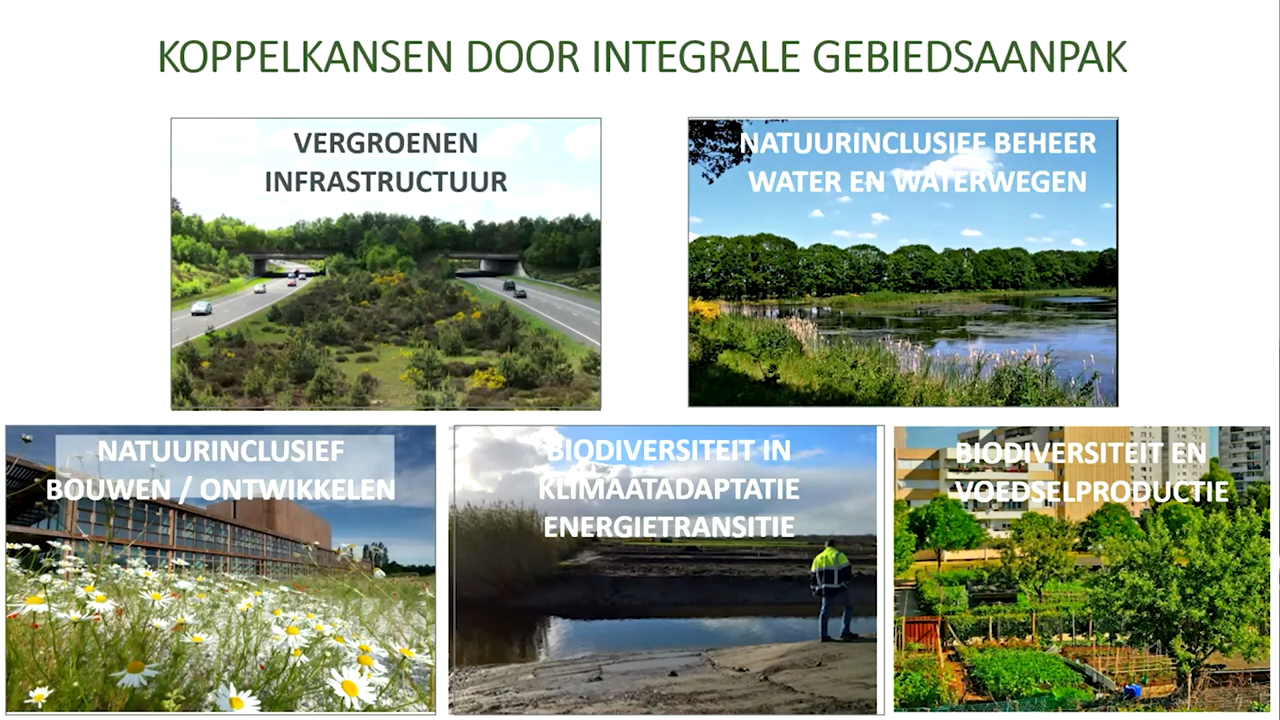 KOPPELKANSEN DOOR INTEGRALE GEBIEDSAANPAK
VERGROENEN
INFRASTRUCTUUR
NATUURINCLUSIEF BEHEER
WATER EN WATERWEGEN
NATUURINCLUSIEF
BOUWEN / ONTWIKKELEN
BIODIVERSITEIT IN
KLIMAATADAPTATIE
ENERGIETRANSITIE
BIODIVERSITEIT EN
VOEDSELPRODUCTIE